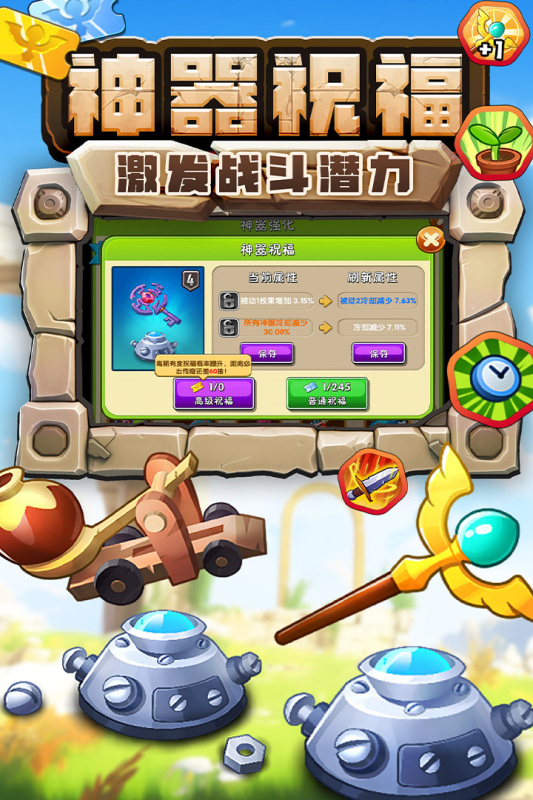 +1
神器祝福
激发战斗潜力
神器强化
神器祝福
4
当前属性
刷新属性
被动1效果增加 3.15%
被动2冷却减少 7.63%
所有神器冷却减少
30.00%
冷却减少 7.11%
保存
保存
高级祝福
出传奇还差60抽!
1/0
1/245
普通祝福